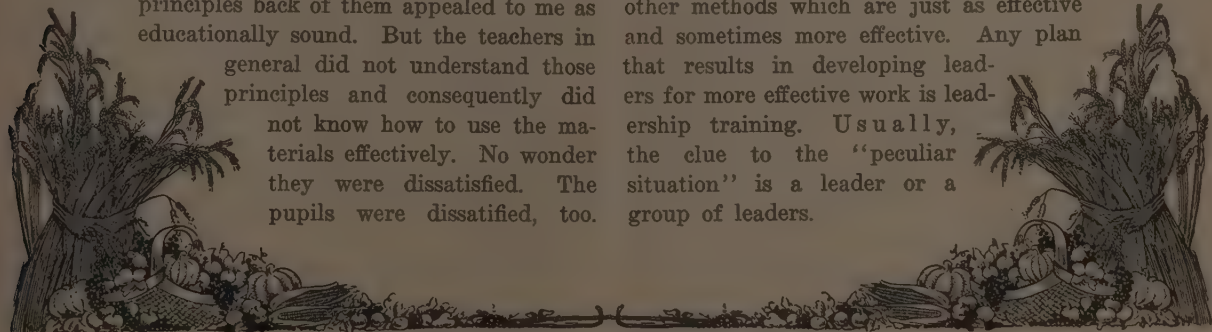 principles back of them appealed to me as
educationally sound. But the teachers in
general did not understand those
principles and consequently did
not know how to use the ma-
terials effectively. No wonder
they were dissatisfied. The
pupils were dissatified, too.
other methods which are just as effective
and sometimes more effective. Any plan
that results in developing lead-
ers for more effective work is lead-
ership training. Usually,
the clue to the “peculiar
situation” is a leader or a
group of leaders.